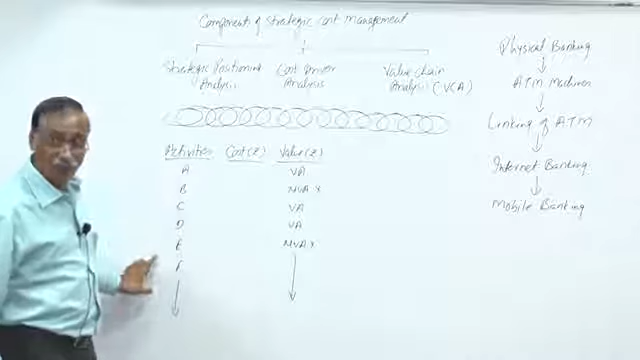 Components of Strategic Cost Management
Strategic Positioning Analysis
Cost Driver Analysis
Value Chain Analysis (VCA)
Activities Cost(₹) Value(₹)
A VA
B NVA x
C VA
D VA
E NVA x
F
Physical Banking
ATM Machines
Linking of ATM
Internet Banking
Mobile Banking